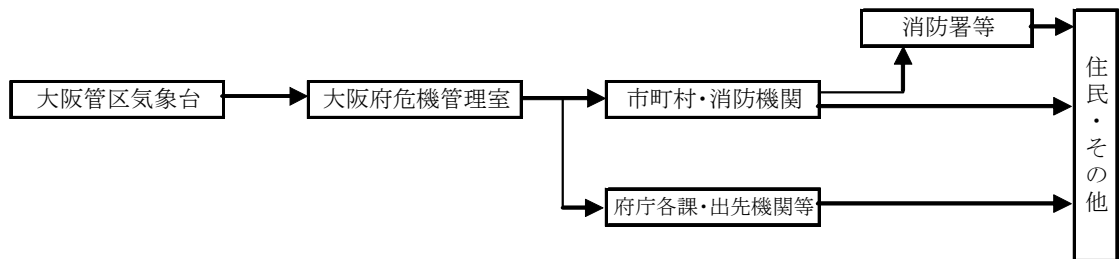 消防署等
大阪管区気象台
大阪府危機管理室
市町村・消防機関
府庁各課・出先機関等
住民・その他